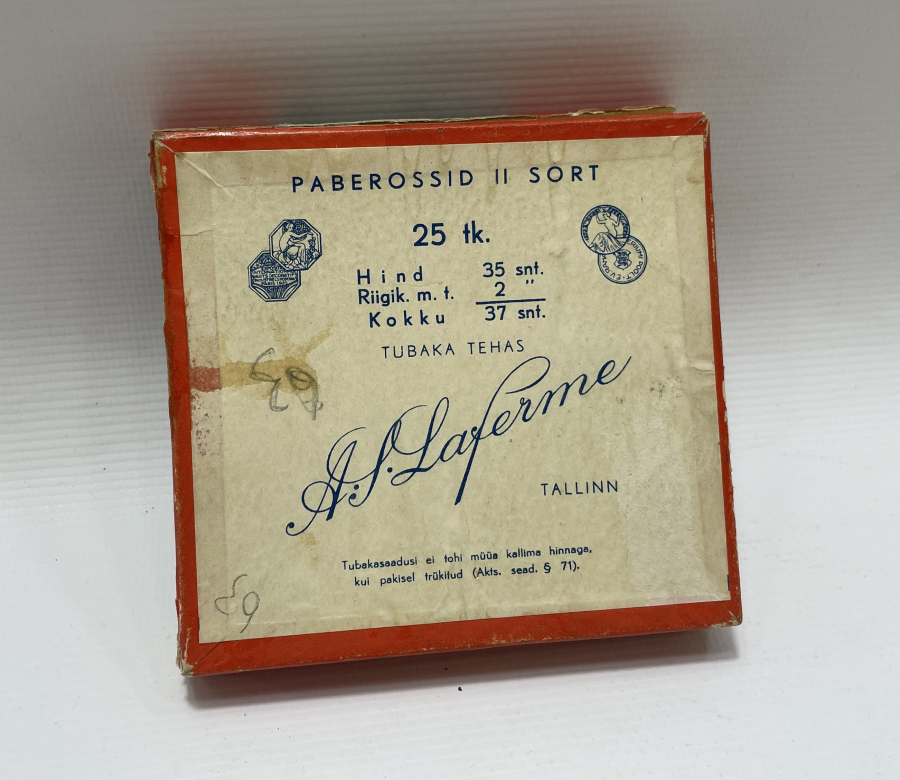 PABEROSSID II SORT
25 tk.
Hind 35 snt.
Riigik. m. t. 2 "
Kokku 37 snt.
TUBAKA TEHAS
A.S. Laferme
TALLINN
Tubakasaadusi ei tohi müüa kallima hinnaga,
kui pakisel trükitud (Akts. sead. § 71).